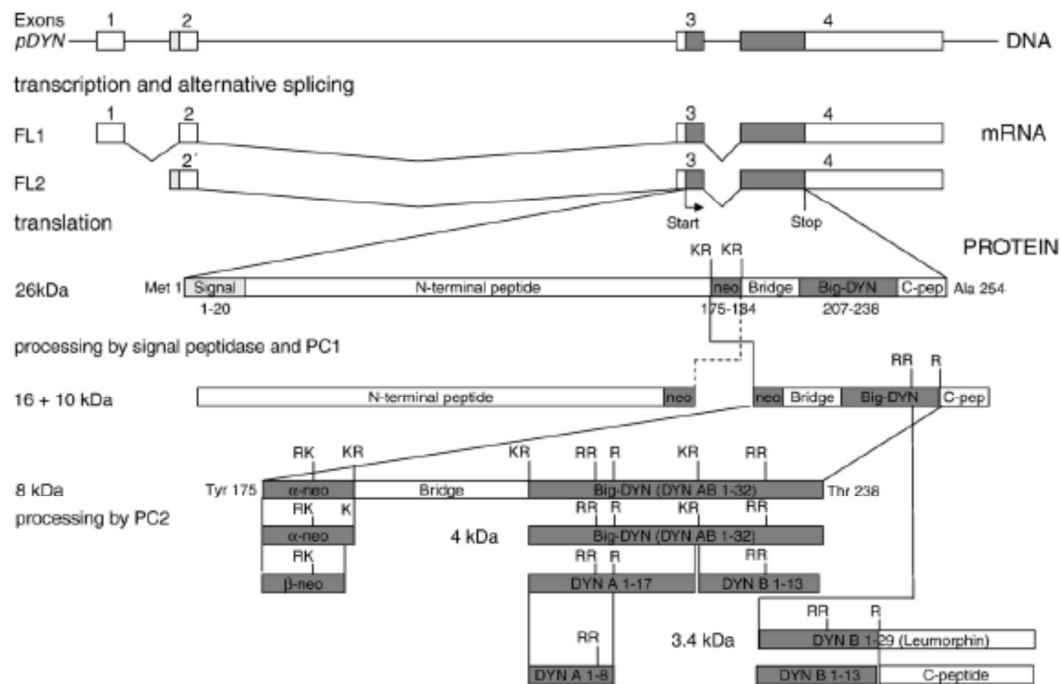 Exons 1 2 3 4
pDYN DNA
transcription and alternative splicing
1 2 3 4
FL1 mRNA
2´ 3 4
FL2
Start Stop
translation
PROTEIN
KR KR
26kDa Met 1 Signal N-terminal peptide neo Bridge Big-DYN C-pep Ala 254
1-20 175-184 207-238
processing by signal peptidase and PC1
RR R
16 + 10 kDa N-terminal peptide neo neo Bridge Big-DYN C-pep
RK KR KR RR R KR RR
8 kDa Tyr 175 α-neo Bridge Big-DYN (DYN AB 1-32) Thr 238
processing by PC2 RK K RR R KR RR
α-neo 4 kDa Big-DYN (DYN AB 1-32)
RK RR R RR
β-neo DYN A 1-17 DYN B 1-13
RR R
3.4 kDa DYN B 1-29 (Leumorphin)
RR
DYN A 1-8 DYN B 1-13 C-peptide